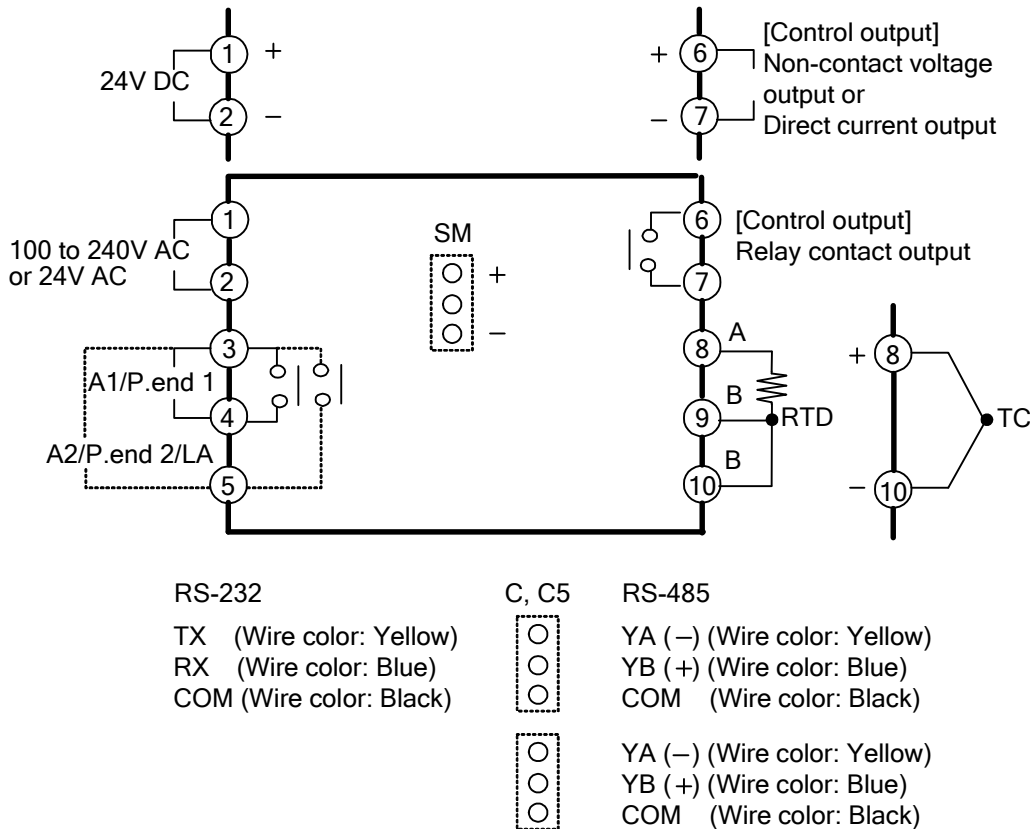 1 +
24V DC
2 −
+ 6
− 7
[Control output]
Non-contact voltage
output or
Direct current output
1
100 to 240V AC
or 24V AC
2
SM
+
−
6
7
[Control output]
Relay contact output
3
A1/P.end 1
4
A2/P.end 2/LA
5
8 A
9 B
RTD
10 B
+ 8
TC
− 10
RS-232
TX (Wire color: Yellow)
RX (Wire color: Blue)
COM (Wire color: Black)
C, C5
RS-485
YA (−) (Wire color: Yellow)
YB (+) (Wire color: Blue)
COM (Wire color: Black)
YA (−) (Wire color: Yellow)
YB (+) (Wire color: Blue)
COM (Wire color: Black)